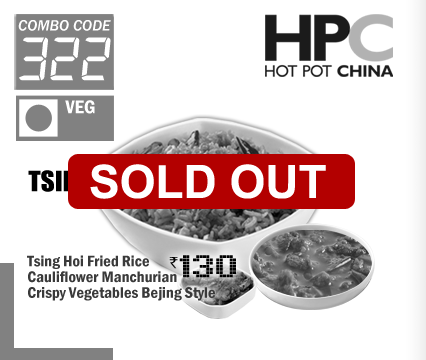 COMBO CODE
322
VEG
HPC
HOT POT CHINA
SOLD OUT
Tsing Hoi Fried Rice
₹130
Cauliflower Manchurian
Crispy Vegetables Bejing Style